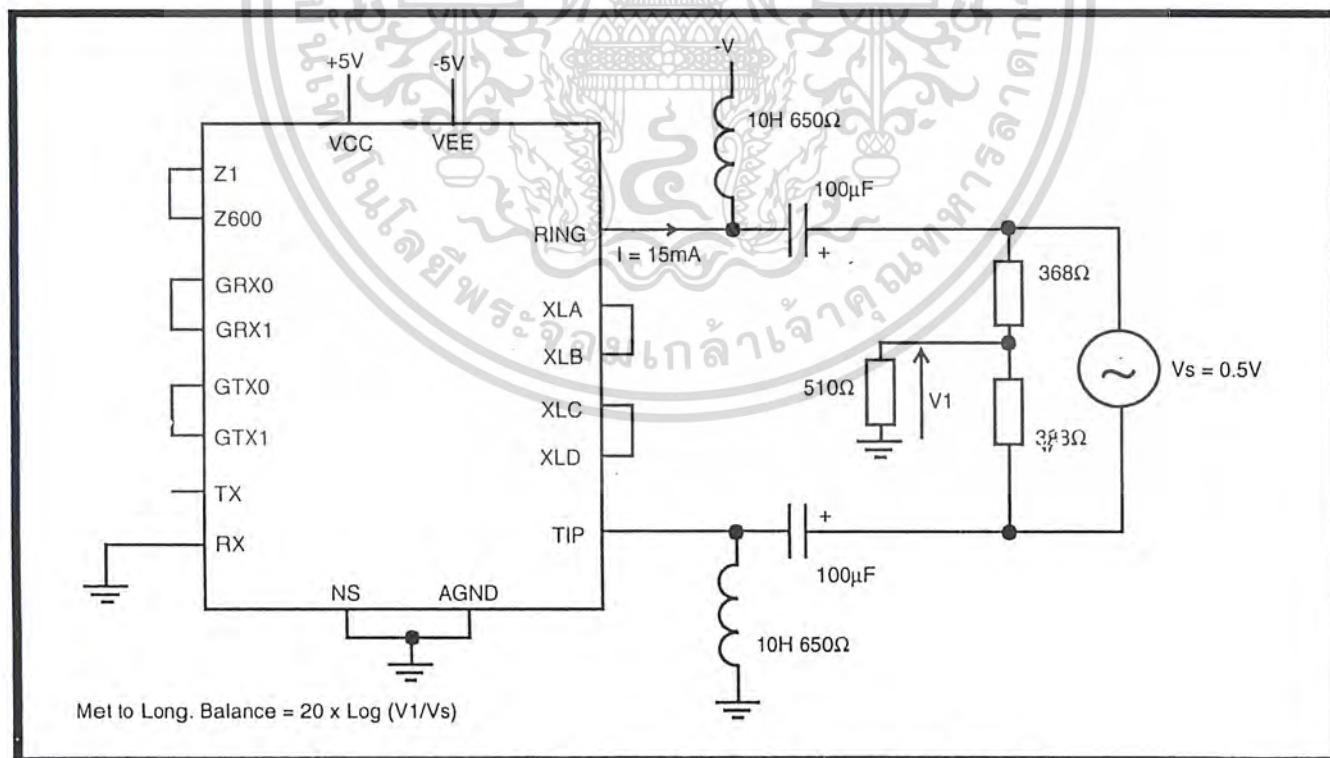 +5V
-5V
-V
VCC
VEE
10H 650Ω
Z1
Z600
100µF
RING
I = 15mA
+
368Ω
GRX0
GRX1
XLA
XLB
510Ω
V1
Vs = 0.5V
GTX0
GTX1
XLC
XLD
TX
RX
TIP
+
100µF
NS
AGND
10H 650Ω
Met to Long. Balance = 20 x Log (V1/Vs)